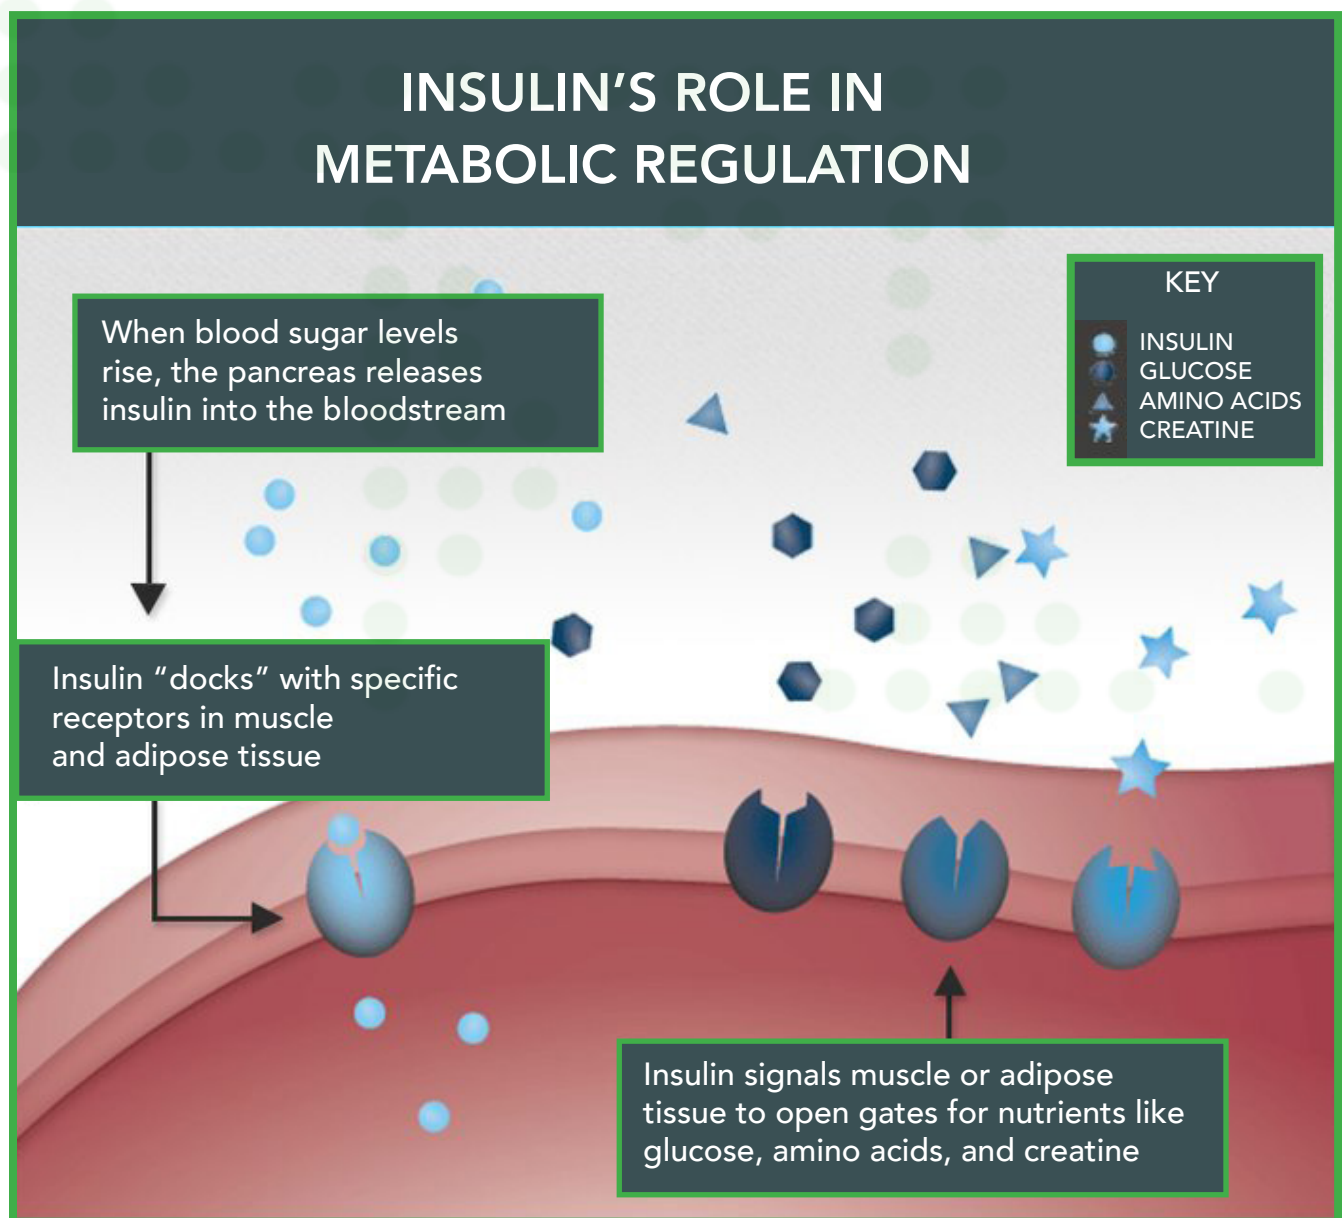 INSULIN’S ROLE IN
METABOLIC REGULATION
When blood sugar levels
rise, the pancreas releases
insulin into the bloodstream
KEY
INSULIN
GLUCOSE
AMINO ACIDS
CREATINE
Insulin “docks” with specific
receptors in muscle
and adipose tissue
Insulin signals muscle or adipose
tissue to open gates for nutrients like
glucose, amino acids, and creatine